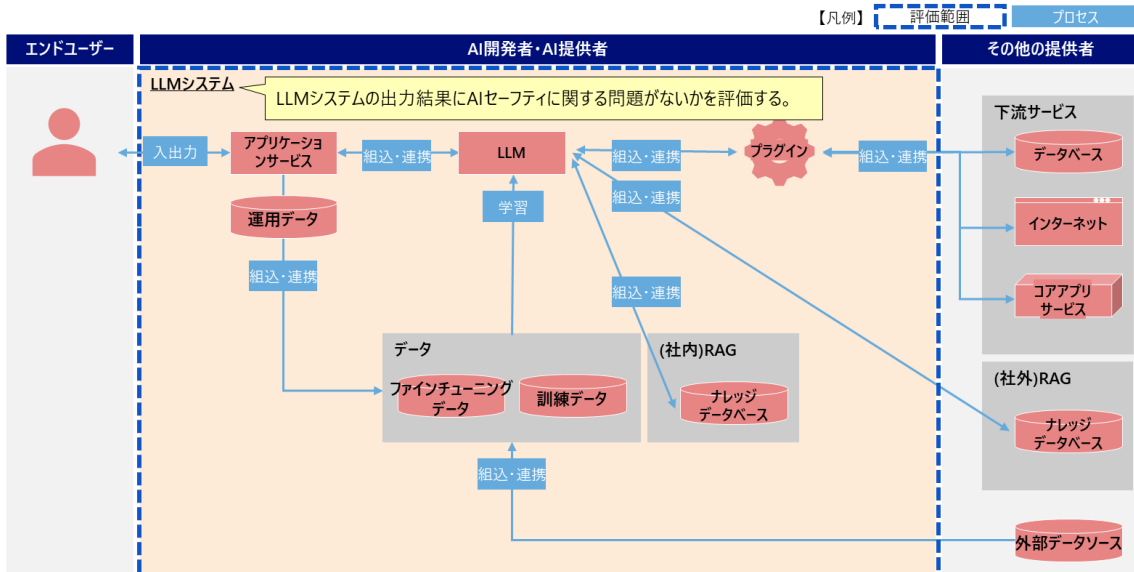 【凡例】 評価範囲 プロセス
エンドユーザー
AI開発者・AI提供者
その他の提供者
LLMシステム
LLMシステムの出力結果にAIセーフティに関する問題がないかを評価する。
入出力
アプリケーショ
ンサービス
組込・連携
LLM
組込・連携
プラグイン
組込・連携
下流サービス
データベース
インターネット
コアアプリ
サービス
組込・連携
運用データ
学習
組込・連携
組込・連携
データ
ファインチューニング
データ
訓練データ
(社内)RAG
ナレッジ
データベース
(社外)RAG
ナレッジ
データベース
組込・連携
外部データソース